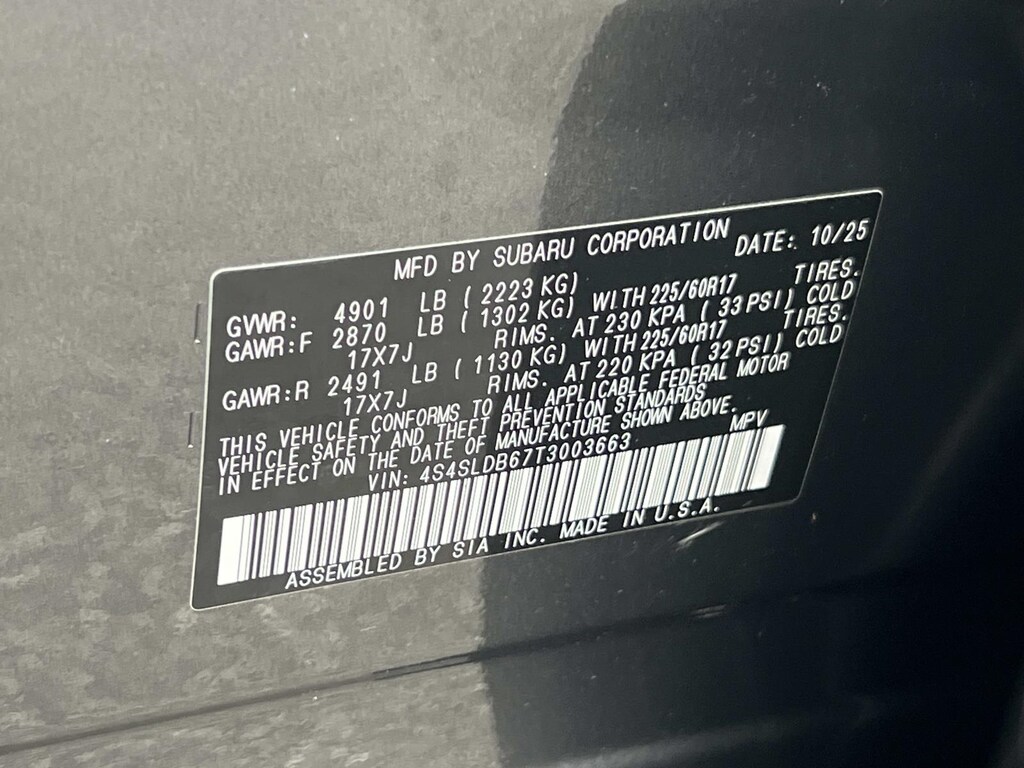 MFD BY SUBARU CORPORATION DATE: 10/25
GVWR: 4901 LB ( 2223 KG)
GAWR:F 2870 LB ( 1302 KG) WITH 225/60R17 TIRES.
17X7J RIMS. AT 230 KPA ( 33 PSI) COLD
GAWR:R 2491 LB ( 1130 KG) WITH 225/60R17 TIRES.
17X7J RIMS. AT 220 KPA ( 32 PSI) COLD
THIS VEHICLE CONFORMS TO ALL APPLICABLE FEDERAL MOTOR
VEHICLE SAFETY AND THEFT PREVENTION STANDARDS
IN EFFECT ON THE DATE OF MANUFACTURE SHOWN ABOVE.
VIN: 4S4SLDB67T3003663 MPV
ASSEMBLED BY SIA INC. MADE IN U.S.A.